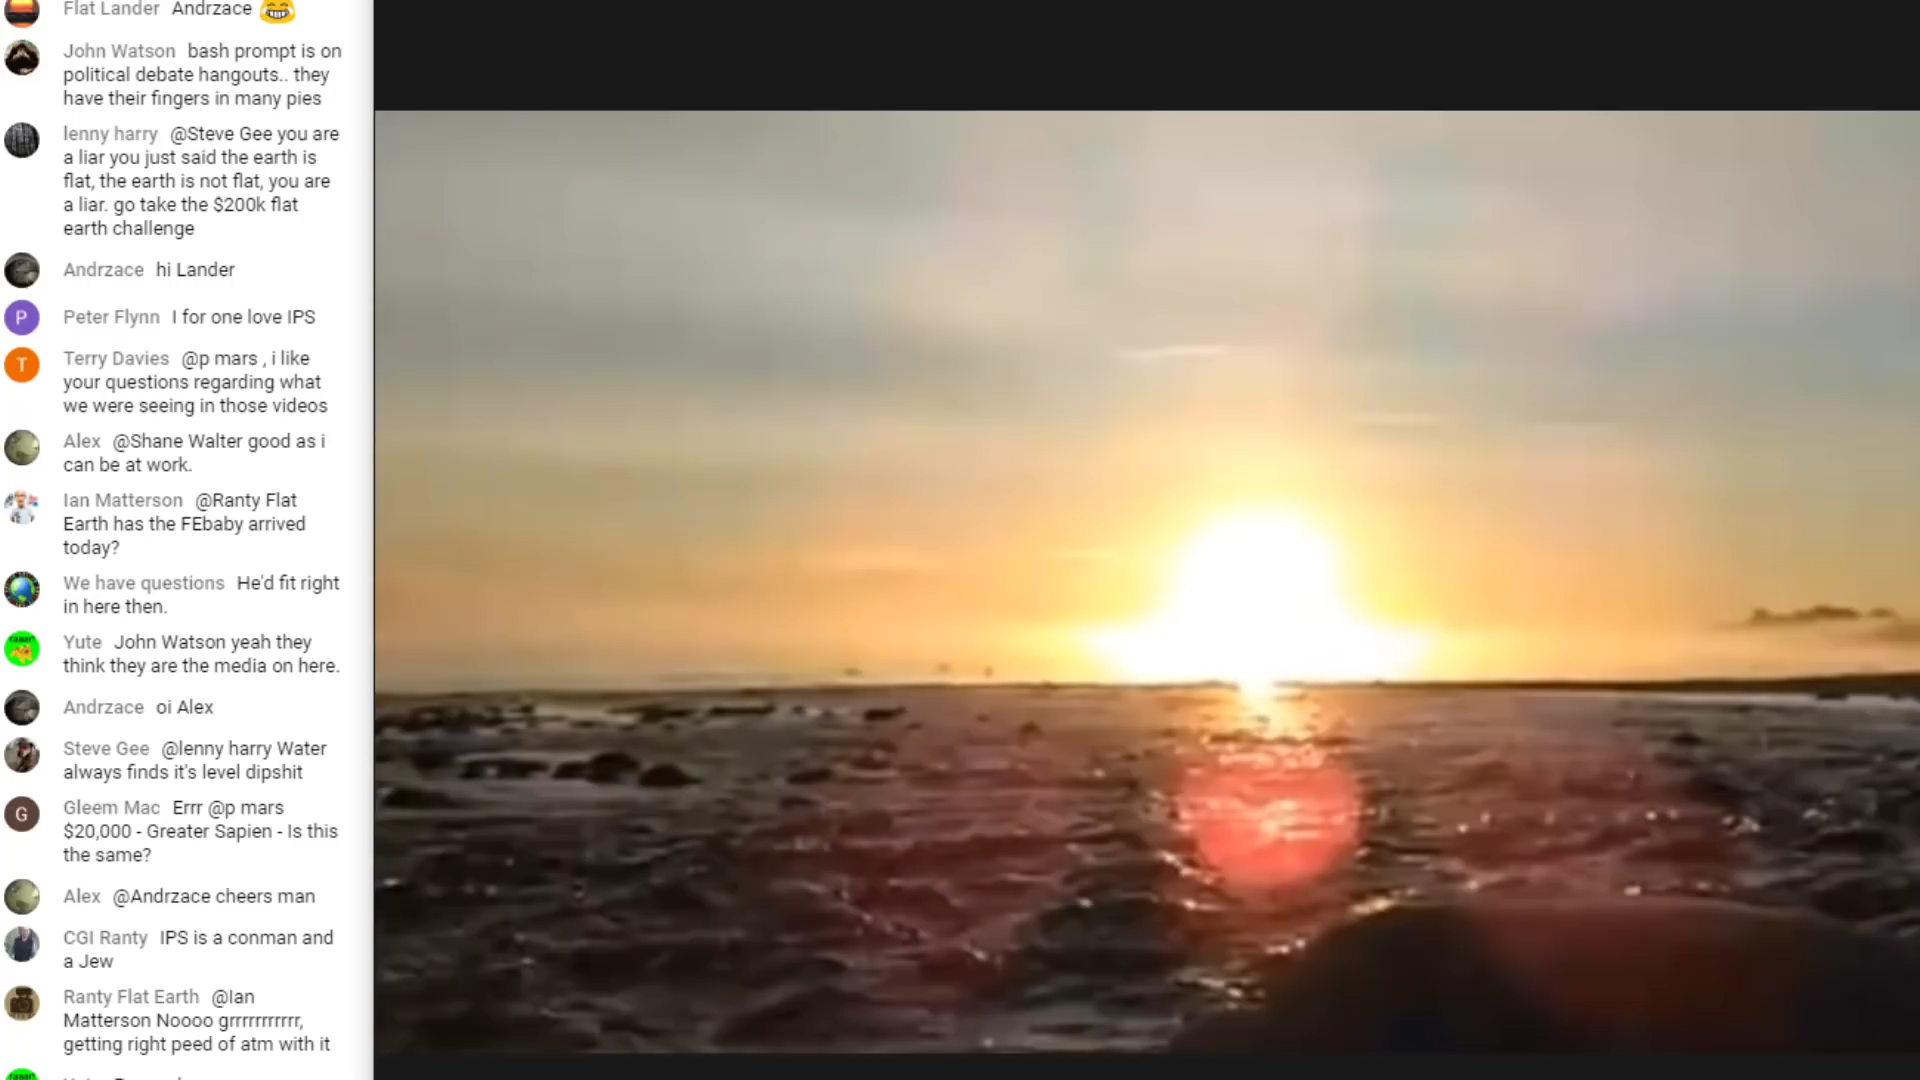 Flat Lander Andrzace 😂
John Watson bash prompt is on
political debate hangouts.. they
have their fingers in many pies
lenny harry @Steve Gee you are
a liar you just said the earth is
flat, the earth is not flat, you are
a liar. go take the $200k flat
earth challenge
Andrzace hi Lander
P
Peter Flynn I for one love IPS
T
Terry Davies @p mars , i like
your questions regarding what
we were seeing in those videos
Alex @Shane Walter good as i
can be at work.
Ian Matterson @Ranty Flat
Earth has the FEbaby arrived
today?
We have questions He'd fit right
in here then.
Yute John Watson yeah they
think they are the media on here.
Andrzace oi Alex
Steve Gee @lenny harry Water
always finds it's level dipshit
G
Gleem Mac Errr @p mars
$20,000 - Greater Sapien - Is this
the same?
Alex @Andrzace cheers man
CGI Ranty IPS is a conman and
a Jew
Ranty Flat Earth @Ian
Matterson Noooo grrrrrrrrrrr,
getting right peed of atm with it